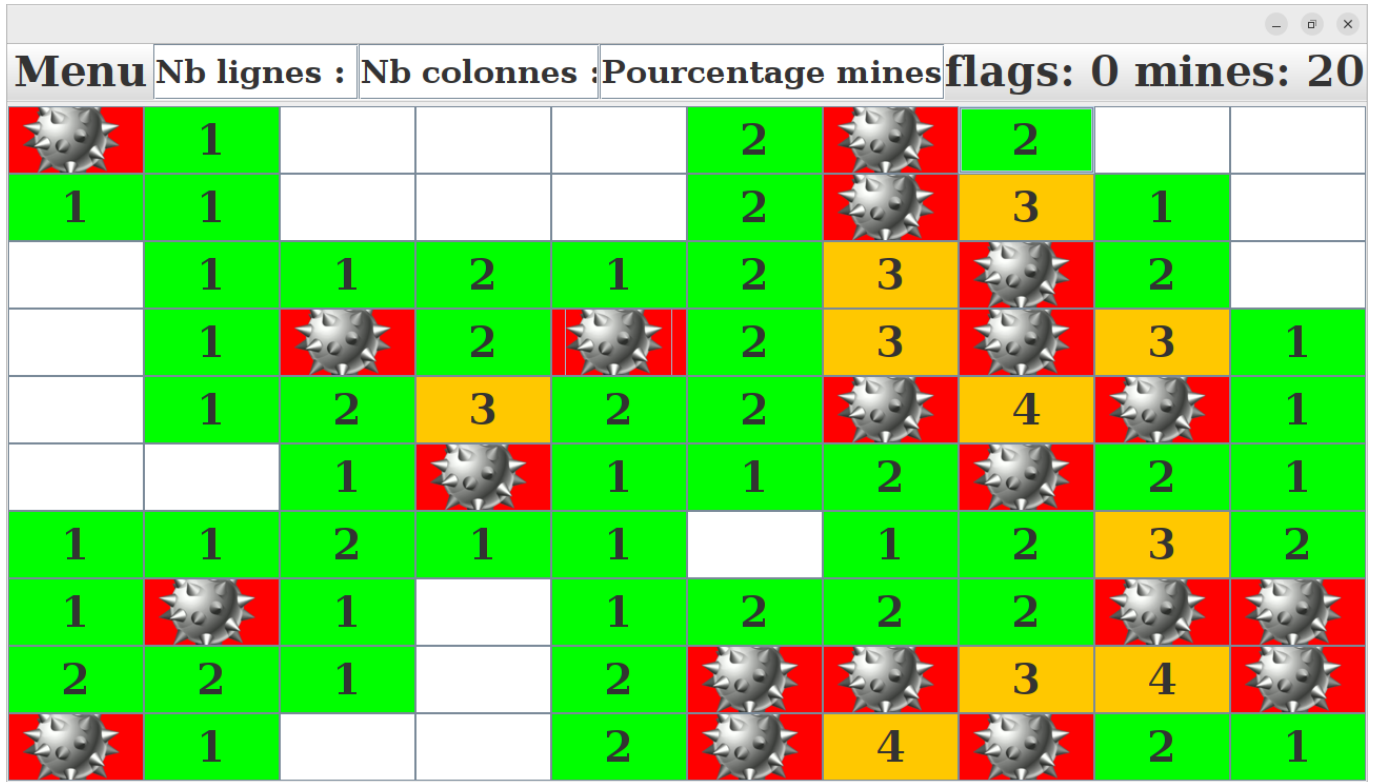 Menu Nb lignes : Nb colonnes : Pourcentage mines flags: 0 mines: 20
1 2 2
1 1 2 3 1
1 1 2 1 2 3 2
1 2 2 3 3 1
1 2 3 2 2 4 1
1 1 1 2 2 1
1 1 2 1 1 1 2 3 2
1 1 1 2 2 2
2 2 1 2 3 4
1 2 4 2 1